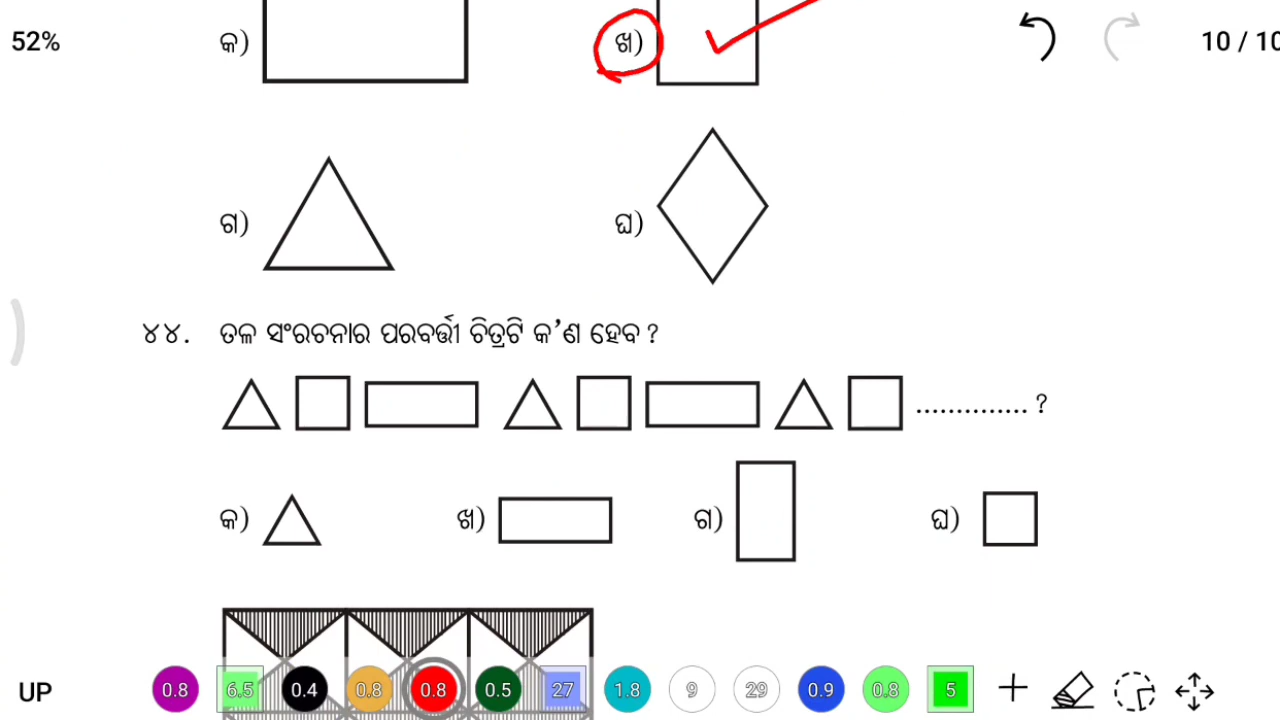 52%
10 / 10
କ)
ଖ)
ଗ)
ଘ)
୪୪. ତଳ ସଂରଚନାର ପରବର୍ତ୍ତୀ ଚିତ୍ରଟି କ'ଣ ହେବ ?
.............. ?
କ)
ଖ)
ଗ)
ଘ)
UP
0.8 6.5 0.4 0.8 0.8 0.5 27 1.8 9 29 0.9 0.8 5